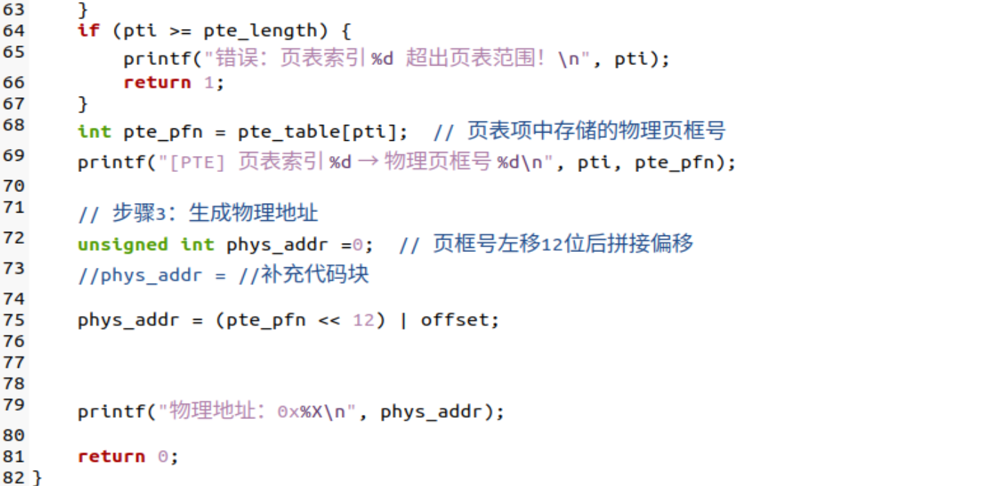 63     }
64     if (pti >= pte_length) {
65         printf("错误：页表索引%d 超出页表范围！\n", pti);
66         return 1;
67     }
68     int pte_pfn = pte_table[pti];  // 页表项中存储的物理页框号
69     printf("[PTE] 页表索引%d → 物理页框号%d\n", pti, pte_pfn);
70
71     // 步骤3：生成物理地址
72     unsigned int phys_addr =0;  // 页框号左移12位后拼接偏移
73     //phys_addr = //补充代码块
74
75     phys_addr = (pte_pfn << 12) | offset;
76
77
78
79     printf("物理地址：0x%X\n", phys_addr);
80
81     return 0;
82 }